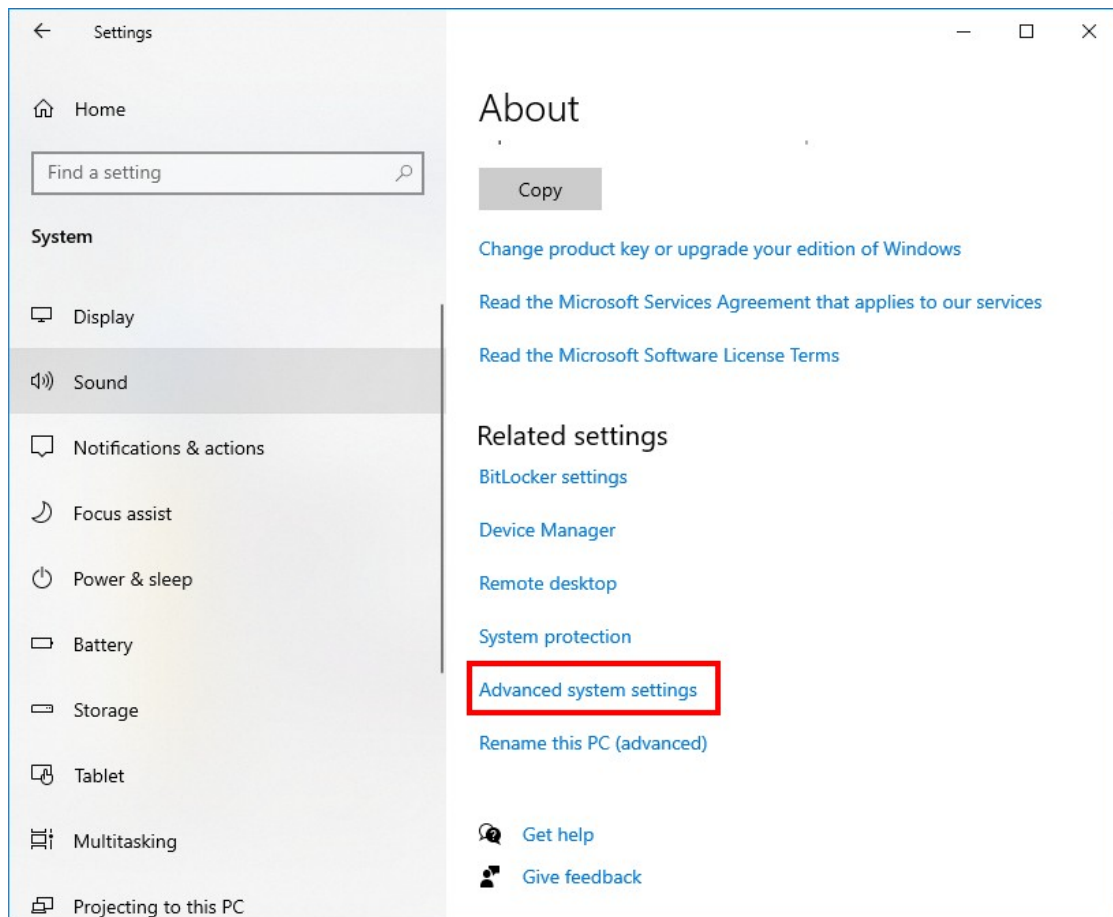 Settings
Home
Find a setting
System
Display
Sound
Notifications & actions
Focus assist
Power & sleep
Battery
Storage
Tablet
Multitasking
Projecting to this PC
About
Copy
Change product key or upgrade your edition of Windows
Read the Microsoft Services Agreement that applies to our services
Read the Microsoft Software License Terms
Related settings
BitLocker settings
Device Manager
Remote desktop
System protection
Advanced system settings
Rename this PC (advanced)
Get help
Give feedback